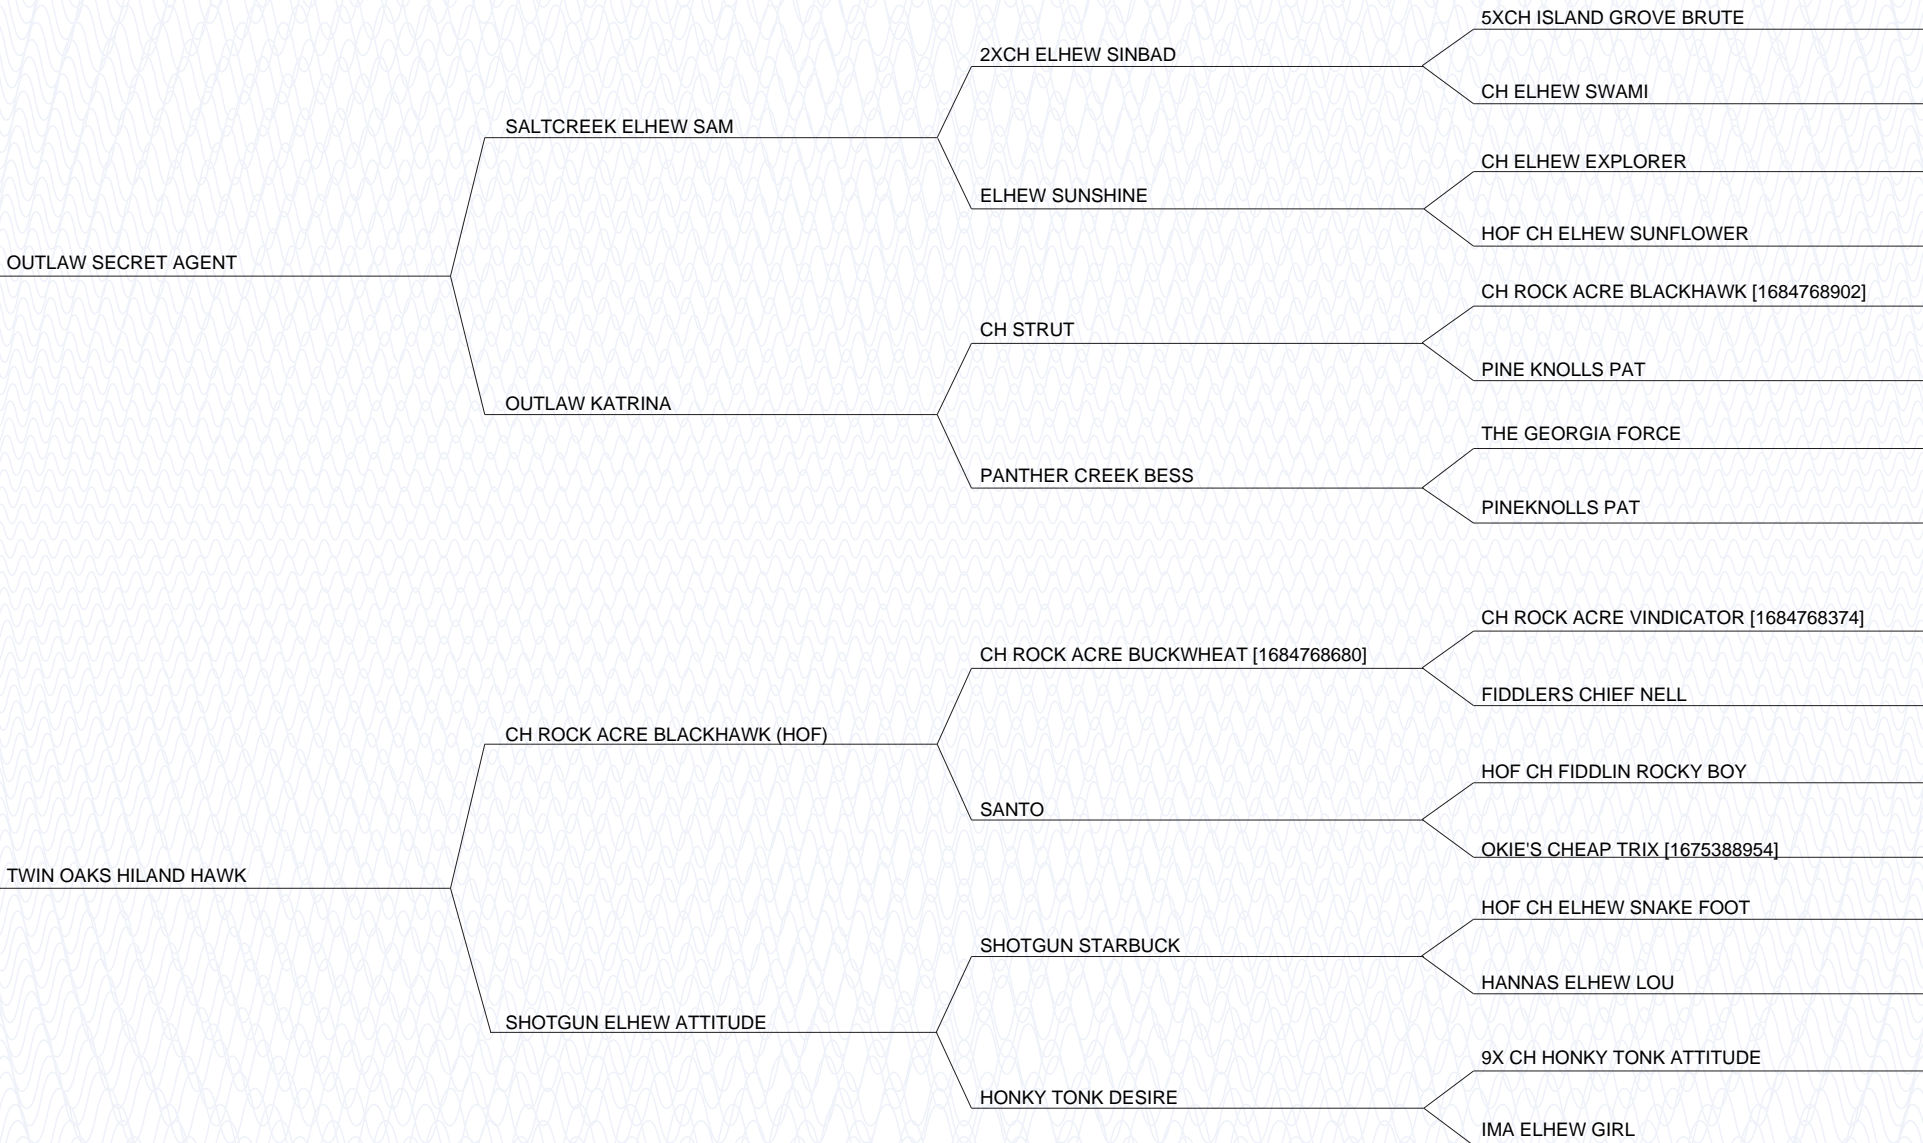 5XCH ISLAND GROVE BRUTE
2XCH ELHEW SINBAD
CH ELHEW SWAMI
SALTCREEK ELHEW SAM
CH ELHEW EXPLORER
ELHEW SUNSHINE
HOF CH ELHEW SUNFLOWER
OUTLAW SECRET AGENT
CH ROCK ACRE BLACKHAWK [1684768902]
CH STRUT
PINE KNOLLS PAT
OUTLAW KATRINA
THE GEORGIA FORCE
PANTHER CREEK BESS
PINEKNOLLS PAT
CH ROCK ACRE VINDICATOR [1684768374]
CH ROCK ACRE BUCKWHEAT [1684768680]
FIDDLERS CHIEF NELL
CH ROCK ACRE BLACKHAWK (HOF)
HOF CH FIDDLIN ROCKY BOY
SANTO
OKIE'S CHEAP TRIX [1675388954]
TWIN OAKS HILAND HAWK
HOF CH ELHEW SNAKE FOOT
SHOTGUN STARBUCK
HANNAS ELHEW LOU
SHOTGUN ELHEW ATTITUDE
9X CH HONKY TONK ATTITUDE
HONKY TONK DESIRE
IMA ELHEW GIRL